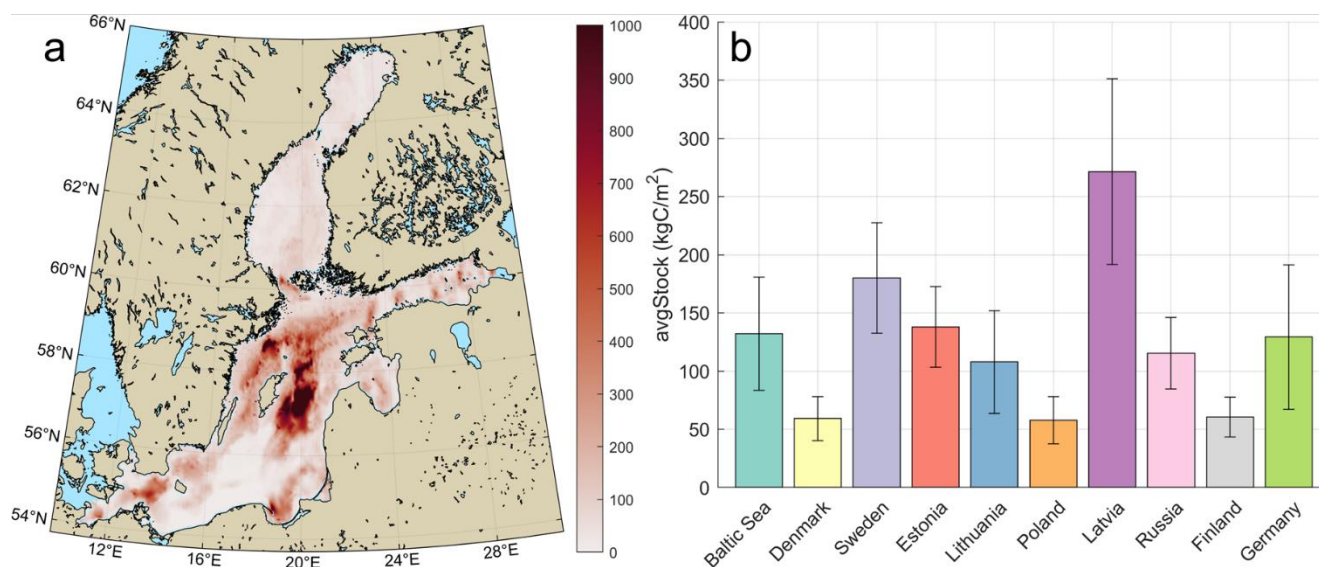 a
66°N
64°N
62°N
60°N
58°N
56°N
54°N
12°E
16°E
20°E
24°E
28°E
1000
900
800
700
600
500
400
300
200
100
0
b
avgStock (kgC/m²)
400
350
300
250
200
150
100
50
0
Baltic Sea
Denmark
Sweden
Estonia
Lithuania
Poland
Latvia
Russia
Finland
Germany